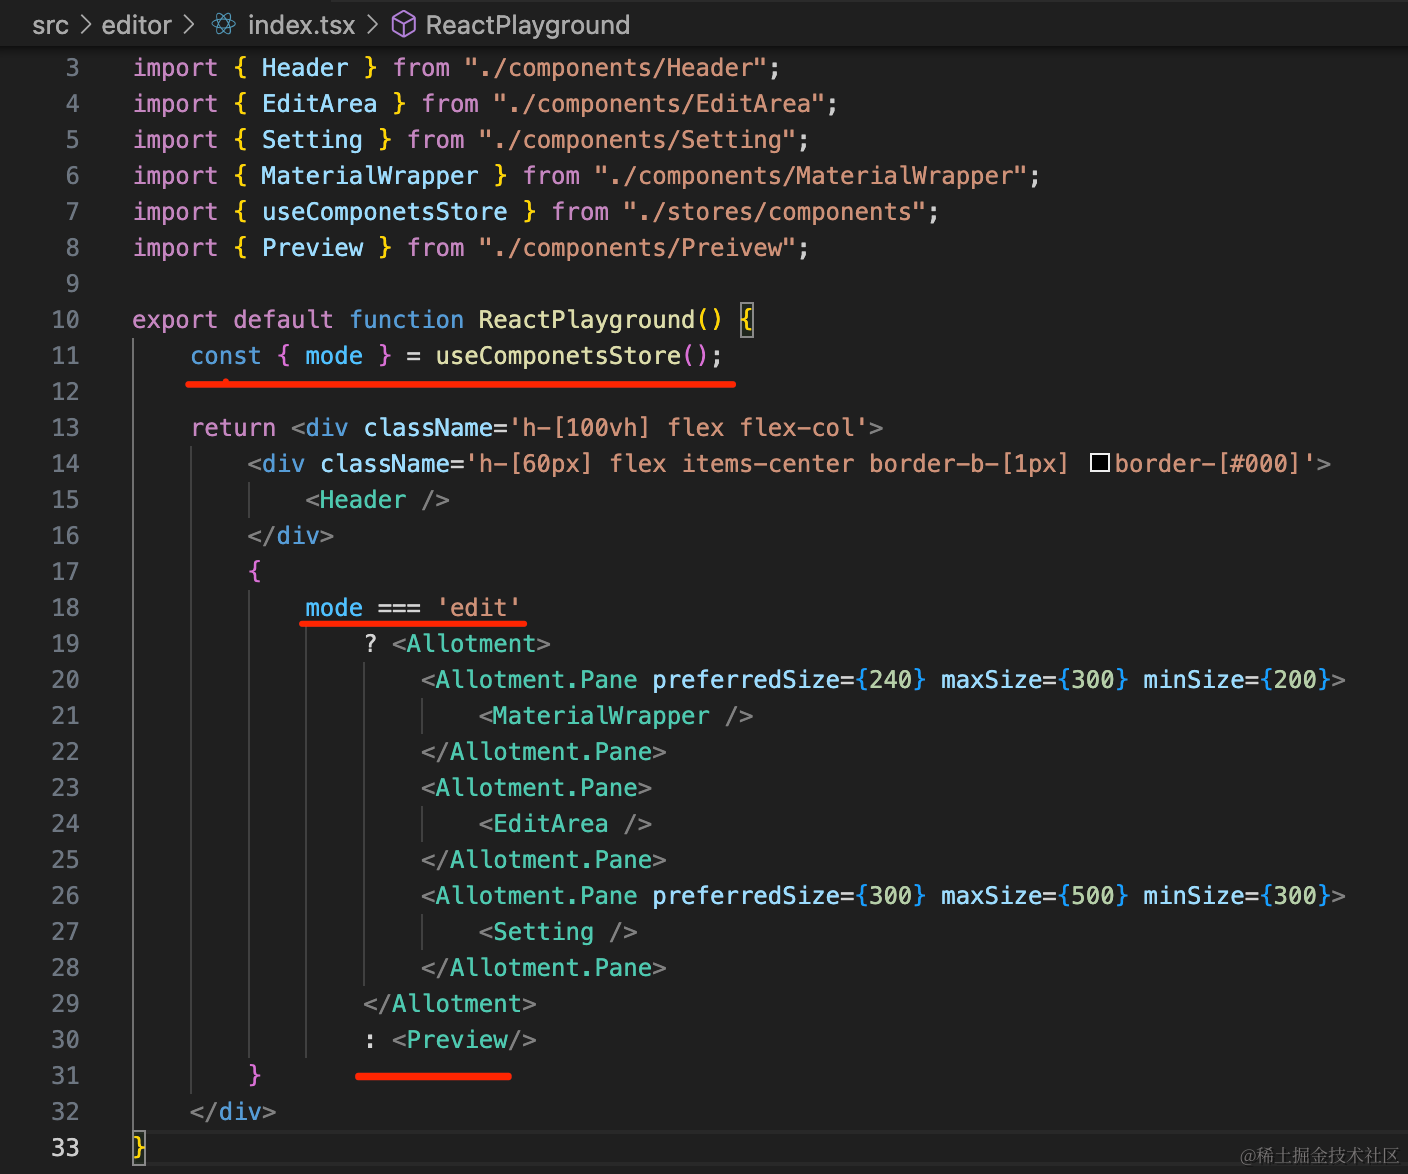 src > editor > index.tsx > ReactPlayground
3 import { Header } from "./components/Header";
4 import { EditArea } from "./components/EditArea";
5 import { Setting } from "./components/Setting";
6 import { MaterialWrapper } from "./components/MaterialWrapper";
7 import { useComponetsStore } from "./stores/components";
8 import { Preview } from "./components/Preivew";
9
10 export default function ReactPlayground() {
11     const { mode } = useComponetsStore();
12
13     return <div className='h-[100vh] flex flex-col'>
14         <div className='h-[60px] flex items-center border-b-[1px] border-[#000]'>
15             <Header />
16         </div>
17         {
18             mode === 'edit'
19                 ? <Allotment>
20                     <Allotment.Pane preferredSize={240} maxSize={300} minSize={200}>
21                         <MaterialWrapper />
22                     </Allotment.Pane>
23                     <Allotment.Pane>
24                         <EditArea />
25                     </Allotment.Pane>
26                     <Allotment.Pane preferredSize={300} maxSize={500} minSize={300}>
27                         <Setting />
28                     </Allotment.Pane>
29                 </Allotment>
30                 : <Preview/>
31         }
32     </div>
33 }
@稀土掘金技术社区